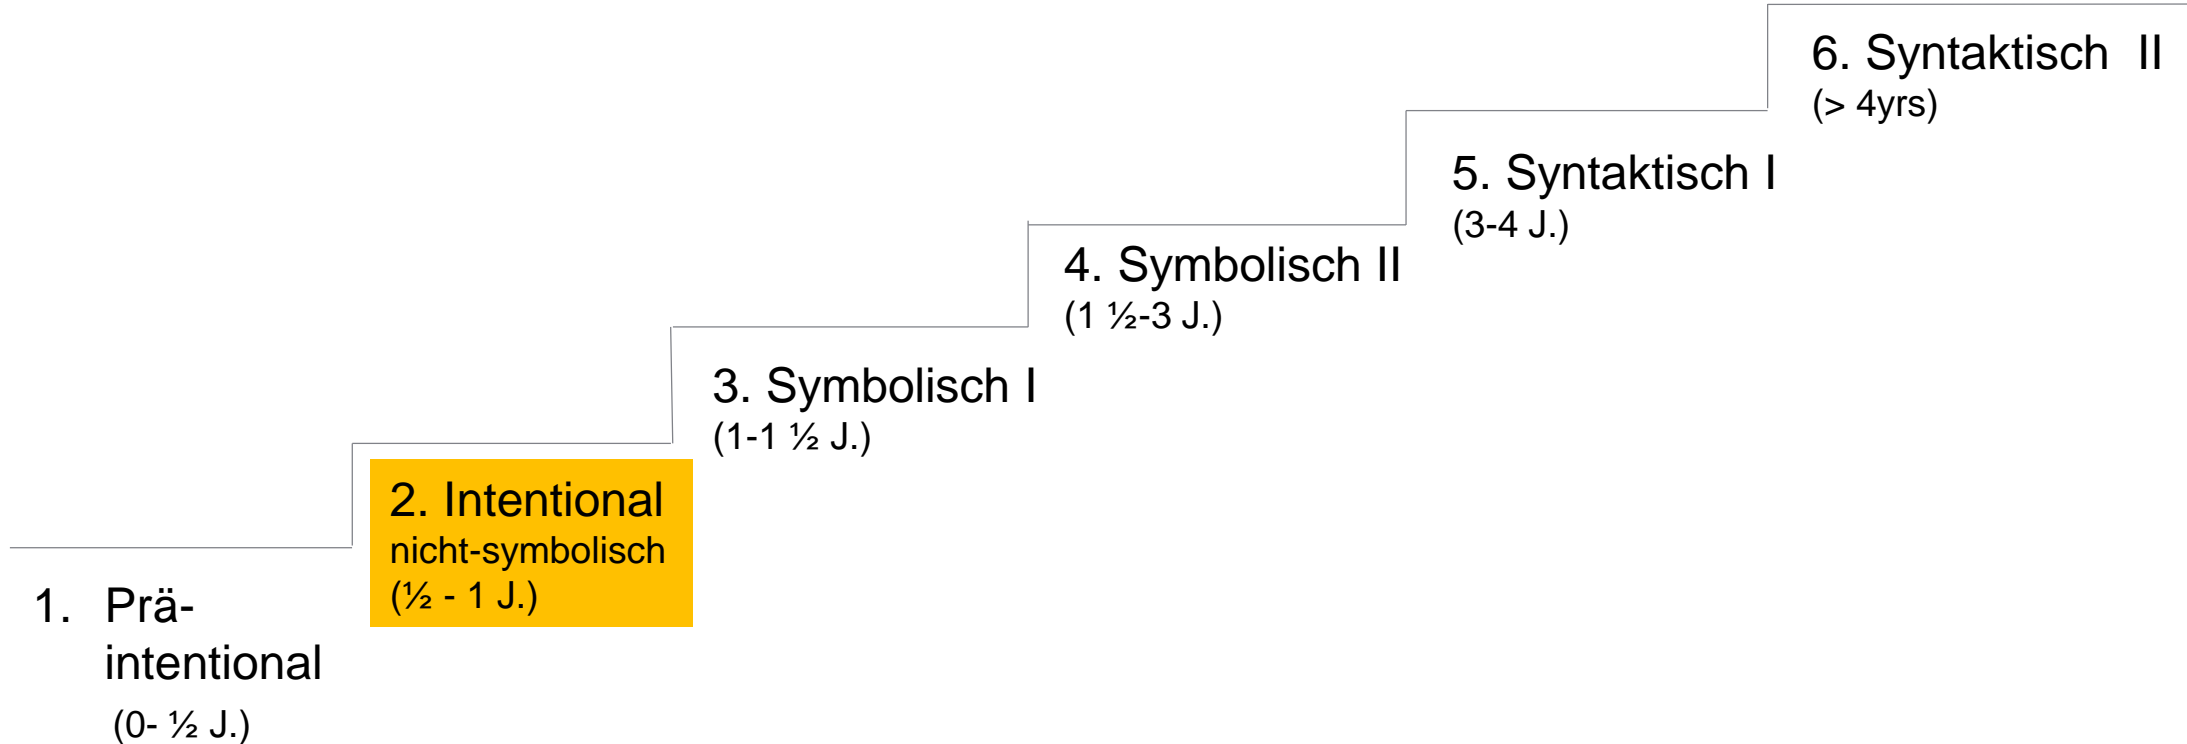 1. Prä-
intentional
(0- ½ J.)
2. Intentional
nicht-symbolisch
(½ - 1 J.)
3. Symbolisch I
(1-1 ½ J.)
4. Symbolisch II
(1 ½-3 J.)
5. Syntaktisch I
(3-4 J.)
6. Syntaktisch II
(> 4yrs)